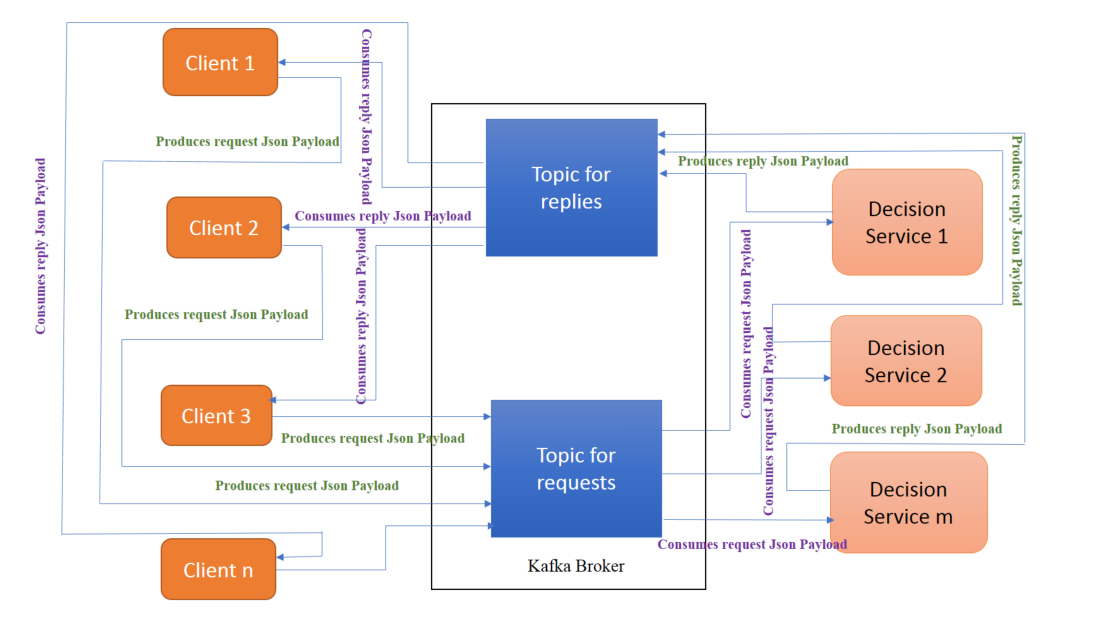 Client 1
Consumes reply Json Payload
Produces request Json Payload
Topic for
replies
Produces reply Json Payload
Produces reply Json Payload
Decision
Service 1
Consumes reply Json Payload
Client 2
Consumes reply Json Payload
Consumes reply Json Payload
Consumes request Json Payload
Produces request Json Payload
Decision
Service 2
Consumes request Json Payload
Client 3
Produces request Json Payload
Produces reply Json Payload
Topic for
requests
Produces request Json Payload
Decision
Service m
Consumes request Json Payload
Client n
Kafka Broker